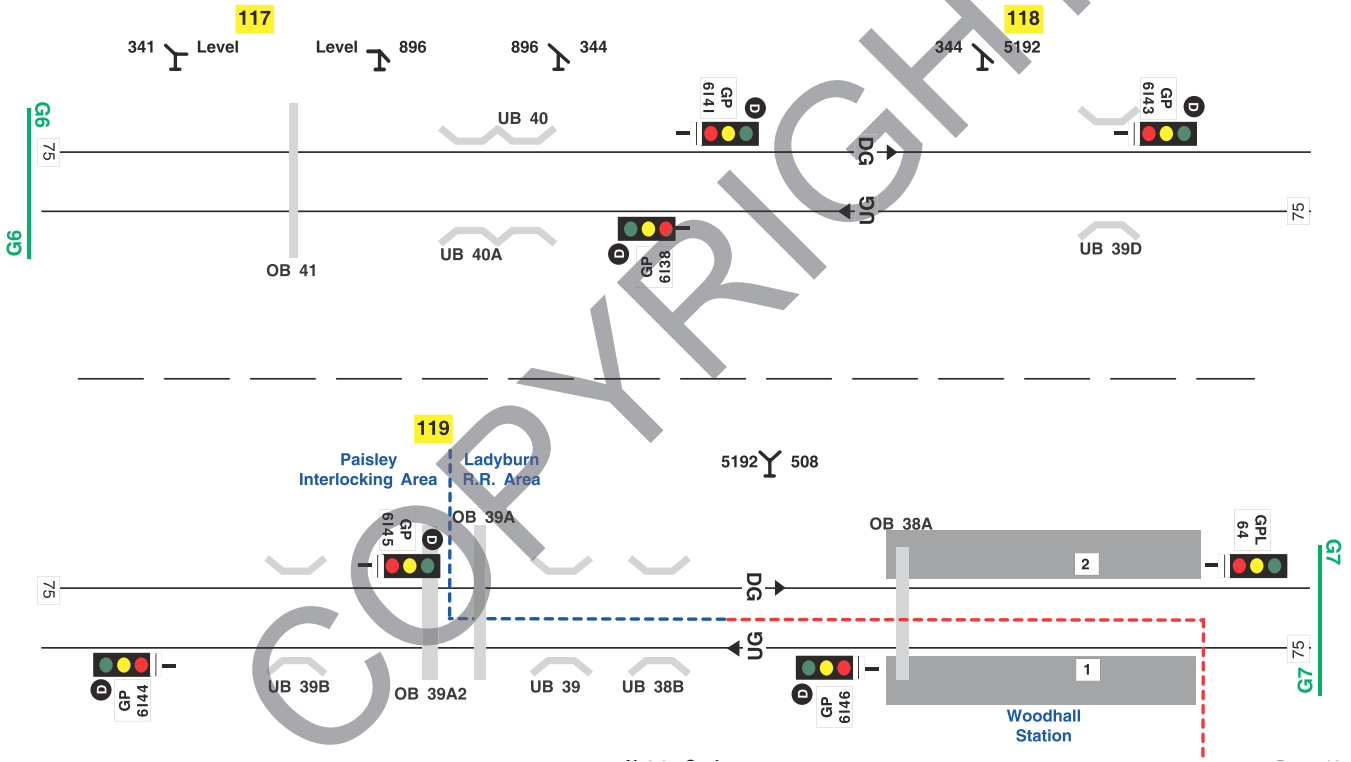 117
118
341 Level
Level 896
896 344
344 5192
G6
75
UB 40
GP
6141
D
GP
6143
D
DG
UG
75
G6
OB 41
UB 40A
D
GP
6138
UB 39D
119
Paisley
Interlocking Area
Ladyburn
R.R. Area
5192 508
GP
6145
D
OB 39A
OB 38A
2
GPL
64
G7
75
DG
UG
75
G7
D
GP
6144
UB 39B
OB 39A2
UB 39
UB 38B
D
GP
6146
1
Woodhall
Station
COPYRIGHT